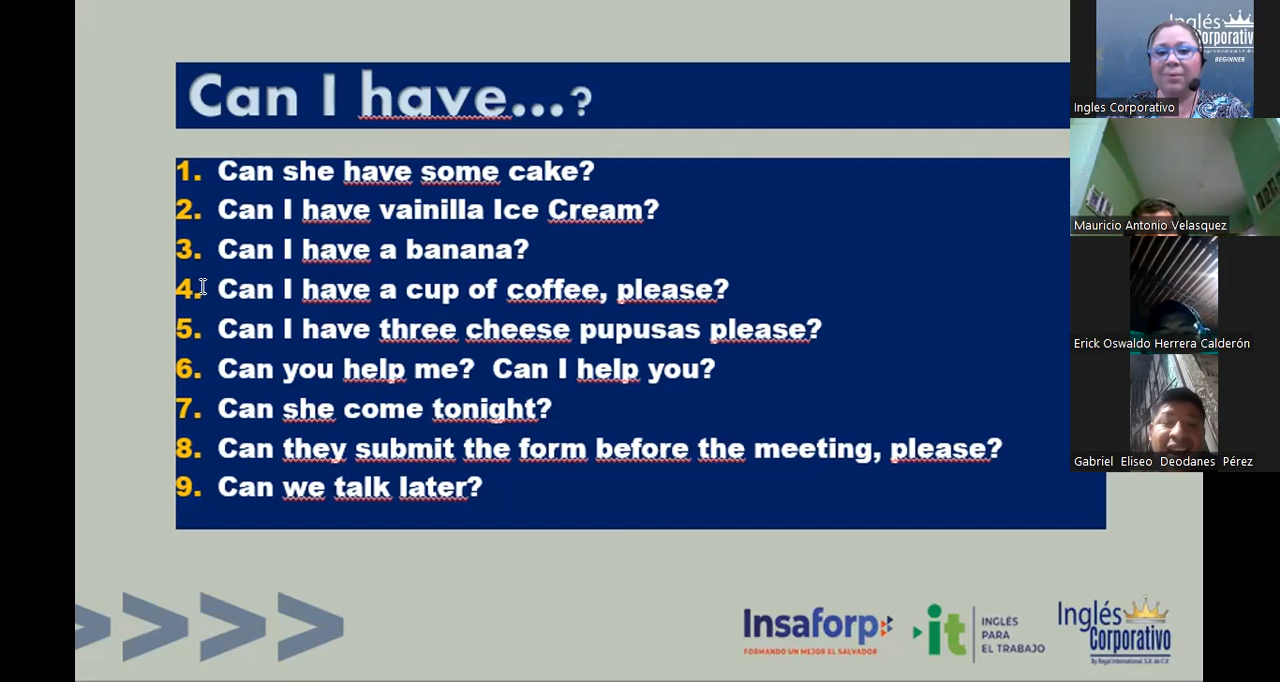 Can I have...?
1. Can she have some cake?
2. Can I have vainilla Ice Cream?
3. Can I have a banana?
4. Can I have a cup of coffee, please?
5. Can I have three cheese pupusas please?
6. Can you help me? Can I help you?
7. Can she come tonight?
8. Can they submit the form before the meeting, please?
9. Can we talk later?
Insaforp
FORMANDO UN MEJOR EL SALVADOR
it
INGLÉS
PARA
EL TRABAJO
Inglés
Corporativo
By Regal International, S.A. de C.V.
Inglés
Corporativo
BEGINNER
Ingles Corporativo
Mauricio Antonio Velasquez
Erick Oswaldo Herrera Calderón
Gabriel Eliseo Deodanes Pérez